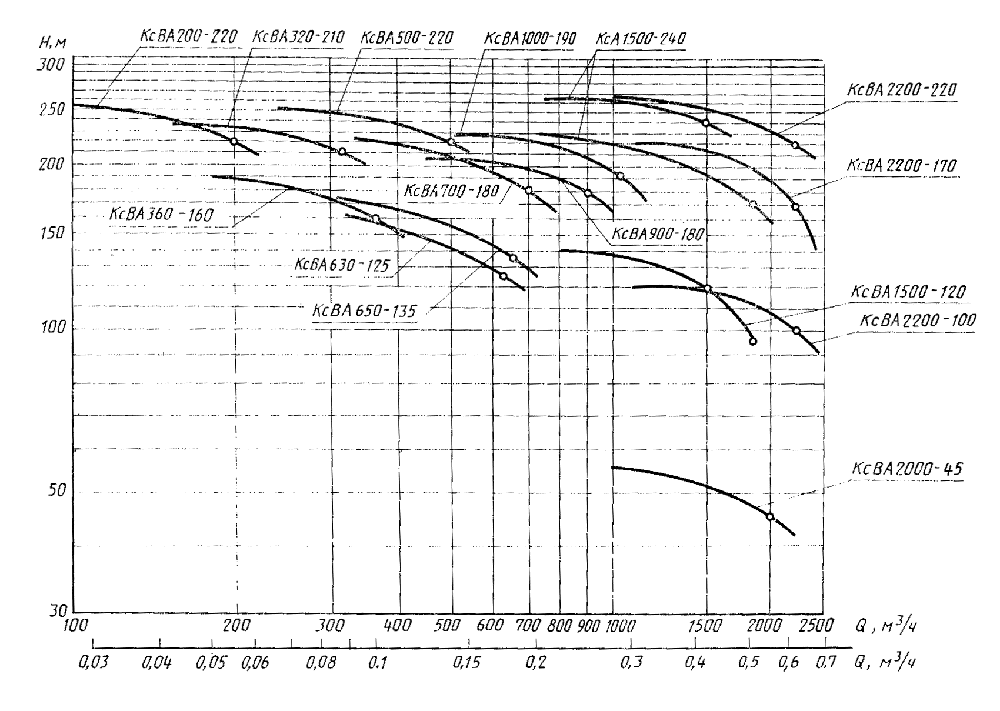 КсВА200-220 КсВА320-210 КсВА500-220 КсВА1000-190 КсА1500-240
Н, м
300
КсВА2200-220
250
200
КсВА2200-170
КсВА700-180
КсВА360-160
150
КсВА900-180
КсВА630-125
КсВА1500-120
КсВА650-135
КсВА2200-100
100
КсВА2000-45
50
30
100 200 300 400 500 600 700 800 900 1000 1500 2000 2500 Q, м³/ч
0,03 0,04 0,05 0,06 0,08 0.1 0,15 0,2 0,3 0,4 0,5 0,6 0.7 Q, м³/ч